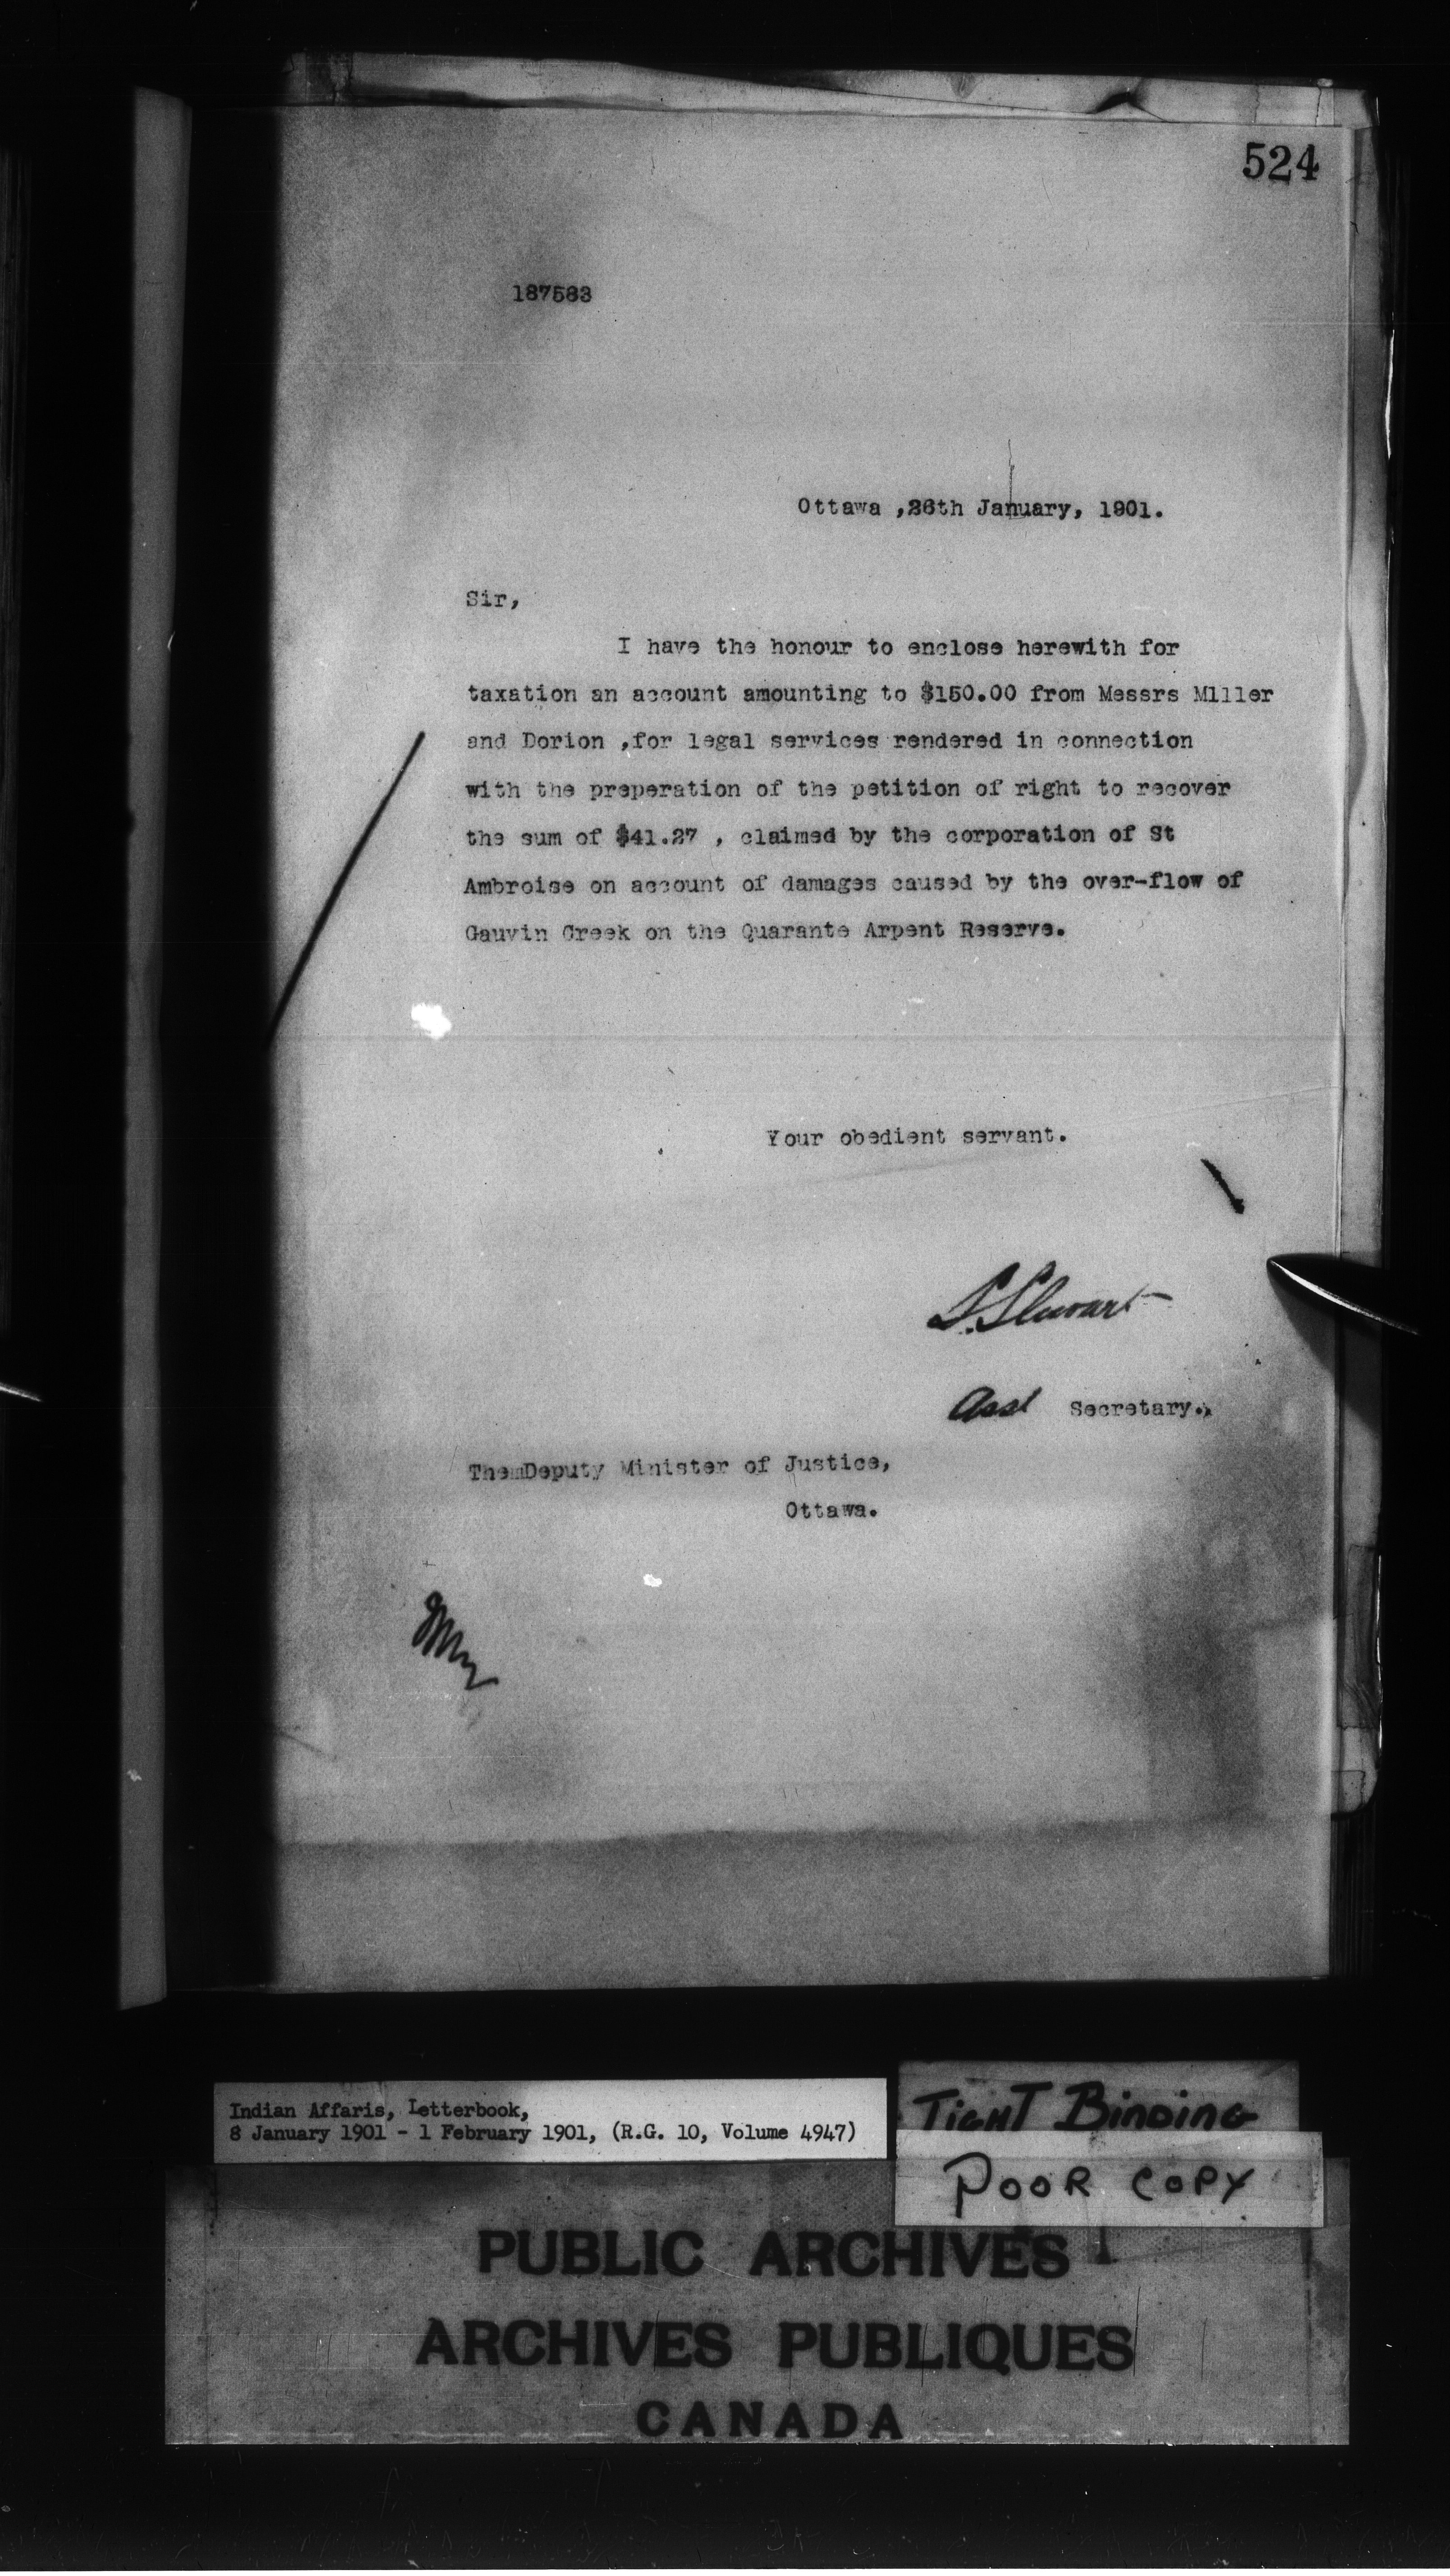 524
187583
Ottawa ,26th January, 1901.
Sir,
I have the honour to enclose herewith for
taxation an account amounting to $150.00 from Messrs M1ller
and Dorion ,for legal services rendered in connection
with the preperation of the petition of right to recover
the sum of $41.27 , claimed by the corporation of St
Ambroise on account of damages caused by the over-flow of
Gauvin Creek on the Quarante Arpent Reserve.
Your obedient servant.
S. Stewart
Asst Secretary.
The Deputy Minister of Justice,
Ottawa.
Indian Affaris, Letterbook,
8 January 1901 - 1 February 1901, (R.G. 10, Volume 4947)
TIGHT BINDING
POOR COPY
PUBLIC ARCHIVES
ARCHIVES PUBLIQUES
CANADA